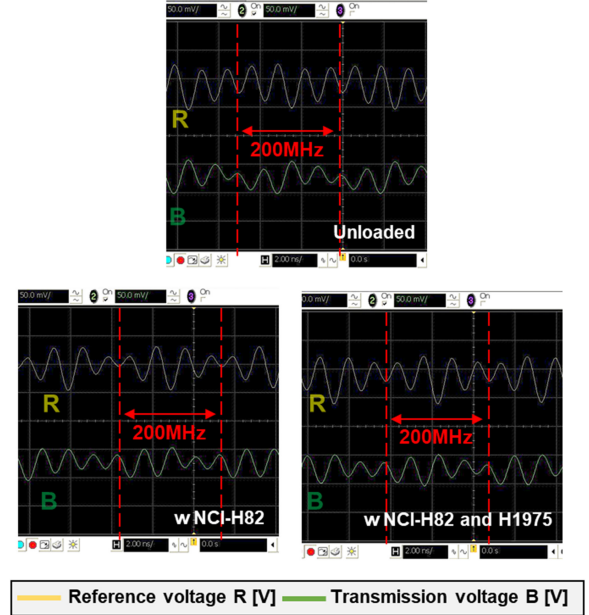 50.0 mV/ 2 On 50.0 mV/ 3 On
R
200MHz
B
Unloaded
H 2.00 ns/ 0.0 s
50.0 mV/ 2 On 50.0 mV/ 3 On
R
200MHz
B
w NCI-H82
H 2.00 ns/ 0.0 s
0.0 mV/ 2 On 50.0 mV/ 3 On
R
200MHz
B
w NCI-H82 and H1975
H 2.00 ns/ 0.0 s
Reference voltage R [V] Transmission voltage B [V]